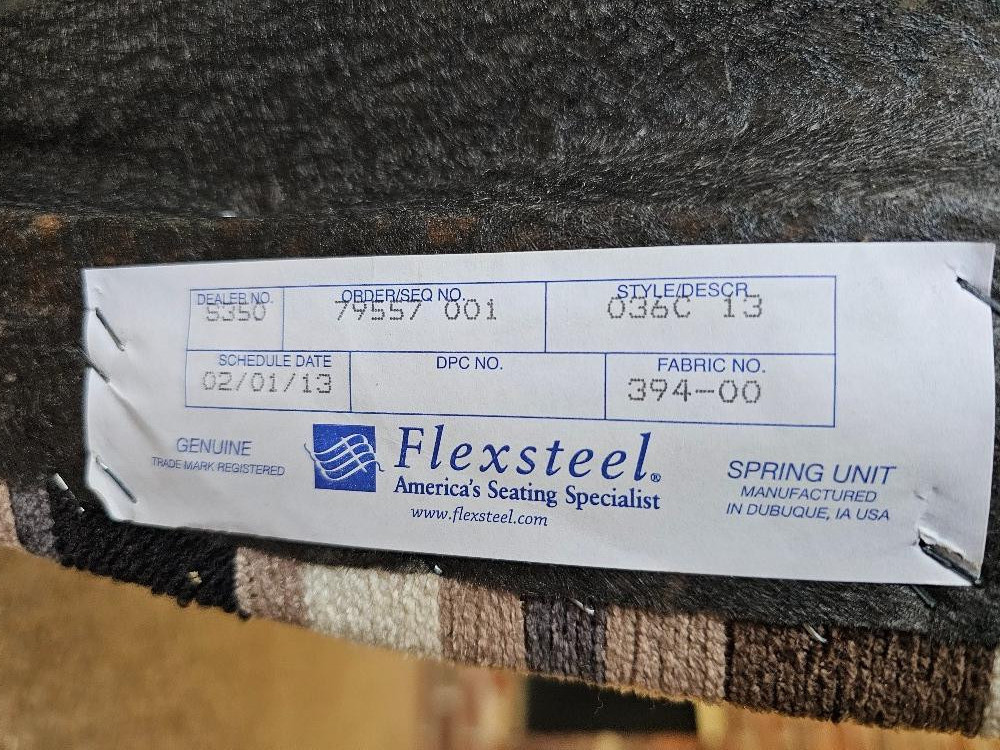 DEALER NO. ORDER/SEQ NO. STYLE/DESCR
5350 79557 001 036C 13
SCHEDULE DATE DPC NO. FABRIC NO.
02/01/13 394-00
GENUINE
TRADE MARK REGISTERED
Flexsteel®
America's Seating Specialist
www.flexsteel.com
SPRING UNIT
MANUFACTURED
IN DUBUQUE, IA USA